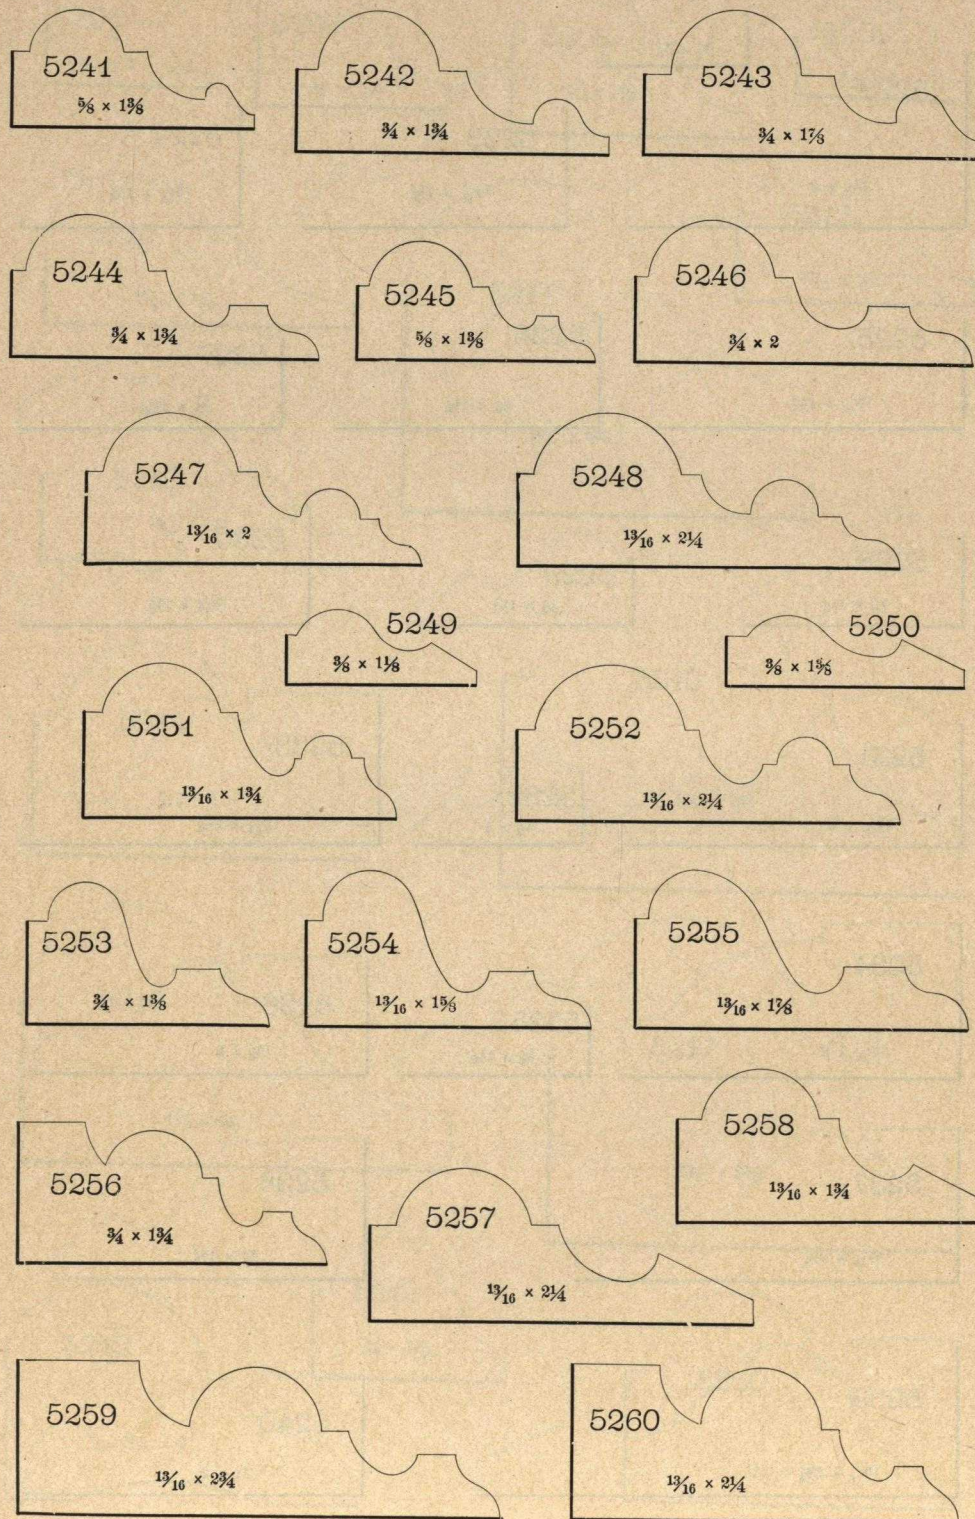 5241
⅝ × 1⅜
5242
¾ × 1¾
5243
¾ × 1⅞
5244
¾ × 1¾
5245
⅝ × 1⅜
5246
¾ × 2
5247
13/16 × 2
5248
13/16 × 2¼
5249
⅜ × 1⅛
5250
⅜ × 1⅜
5251
13/16 × 1¾
5252
13/16 × 2¼
5253
¾ × 1⅜
5254
13/16 × 1⅝
5255
13/16 × 1⅞
5256
¾ × 1¾
5257
13/16 × 2¼
5258
13/16 × 1¾
5259
13/16 × 2¾
5260
13/16 × 2¼